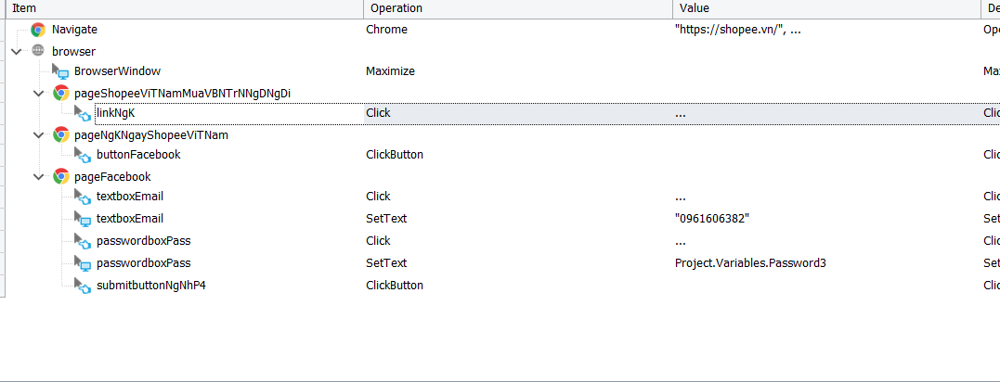 Item Operation Value De
Navigate Chrome "https://shopee.vn/", ... Ope
browser
BrowserWindow Maximize Max
pageShopeeViTNamMuaVBNTrNNgDNgDi
linkNgK Click ... Clic
pageNgKNgayShopeeViTNam
buttonFacebook ClickButton Clic
pageFacebook
textboxEmail Click ... Clic
textboxEmail SetText "0961606382" Set
passwordboxPass Click ... Clic
passwordboxPass SetText Project.Variables.Password3 Set
submitbuttonNgNhP4 ClickButton Clic